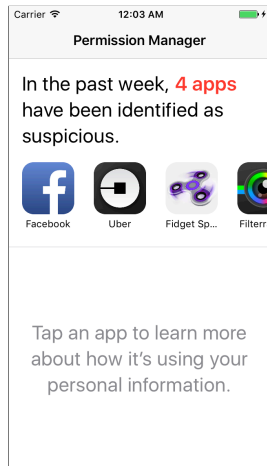 Carrier 12:03 AM
Permission Manager
In the past week, 4 apps
have been identified as
suspicious.
Facebook Uber Fidget Sp... Filterr
Tap an app to learn more
about how it's using your
personal information.